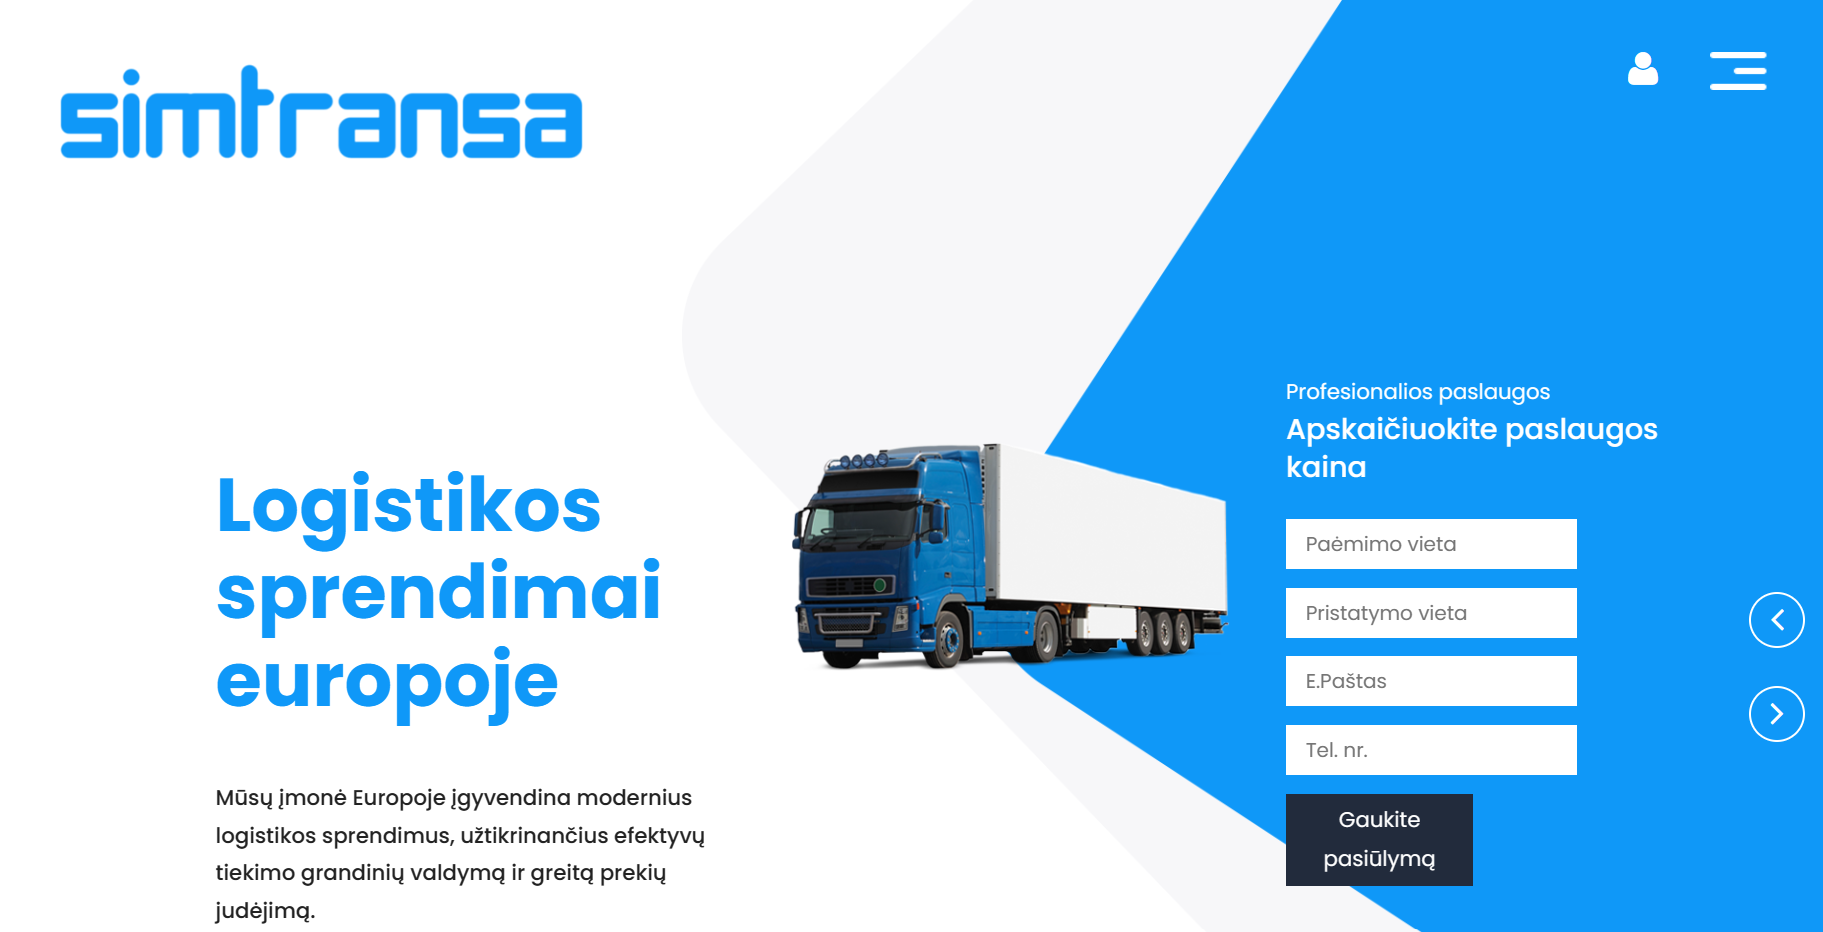 simtransa
Logistikos
sprendimai
europoje
Mūsų įmonė Europoje įgyvendina modernius
logistikos sprendimus, užtikrinančius efektyvų
tiekimo grandinių valdymą ir greitą prekių
judėjimą.
Profesionalios paslaugos
Apskaičiuokite paslaugos
kaina
Paėmimo vieta
Pristatymo vieta
E.Paštas
Tel. nr.
Gaukite
pasiūlymą